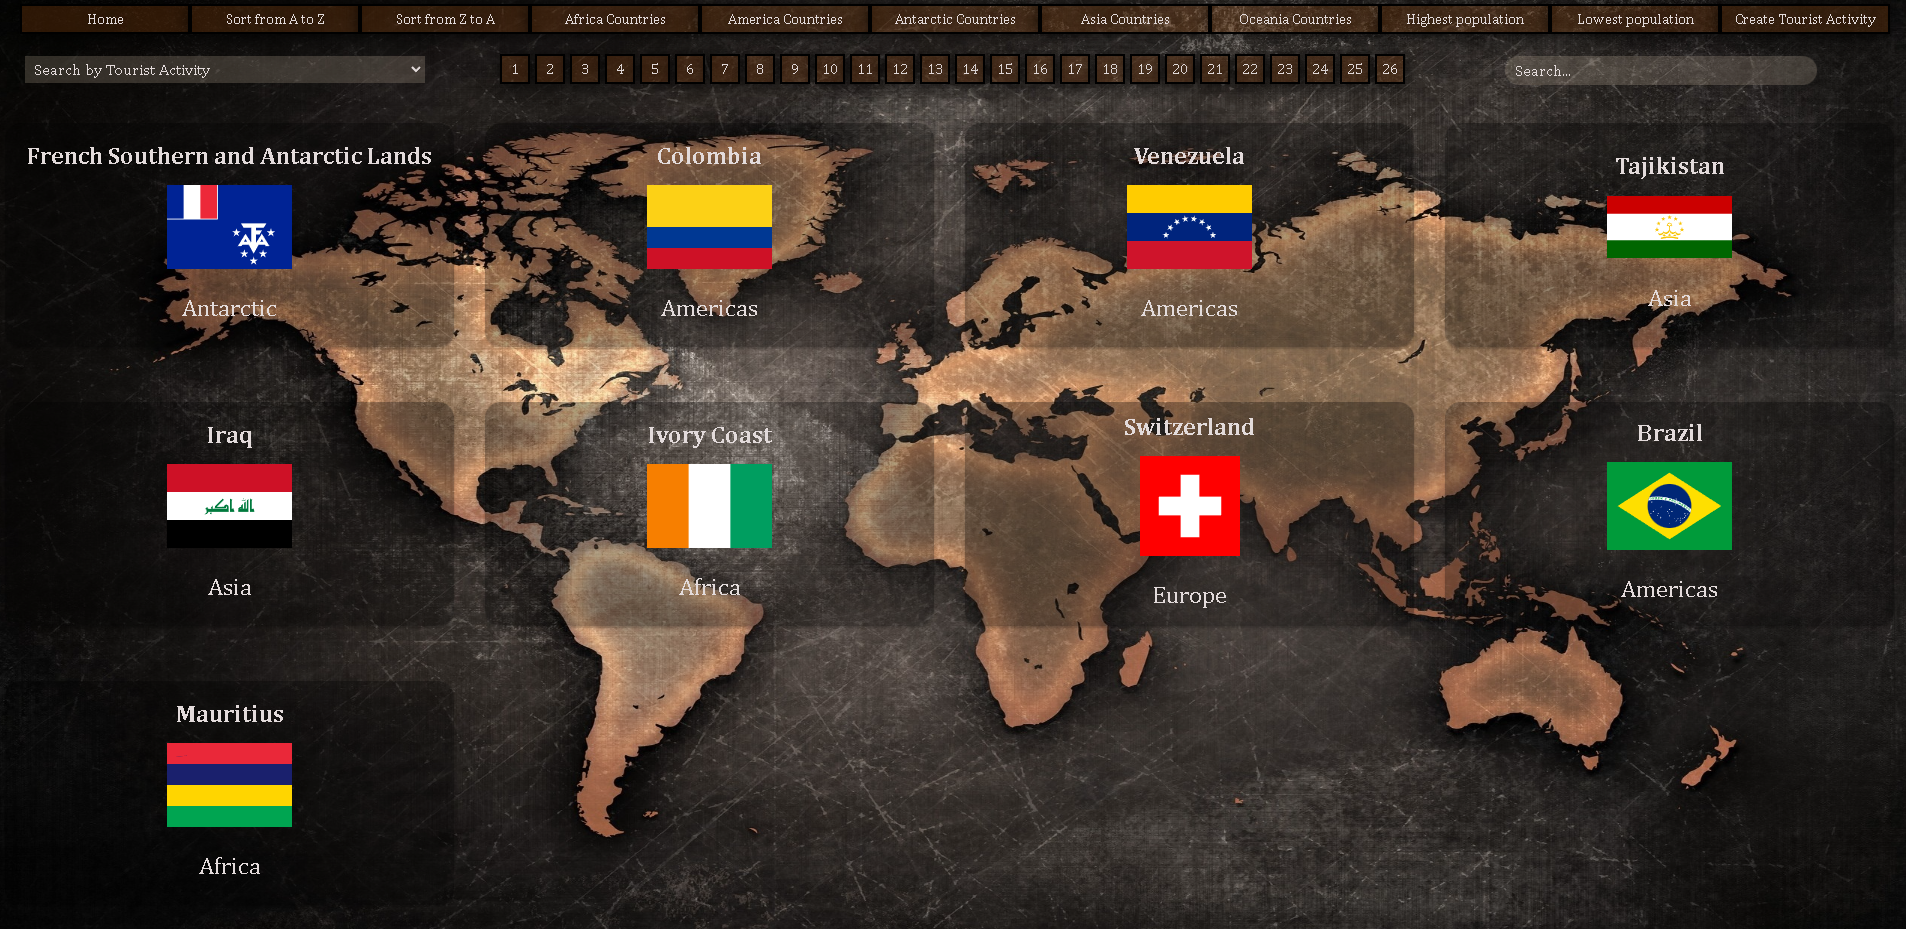 Home Sort from A to Z Sort from Z to A Africa Countries America Countries Antarctic Countries Asia Countries Oceania Countries Highest population Lowest population Create Tourist Activity
Search by Tourist Activity 1 2 3 4 5 6 7 8 9 10 11 12 13 14 15 16 17 18 19 20 21 22 23 24 25 26 Search...
French Southern and Antarctic Lands Colombia Venezuela Tajikistan
Antarctic Americas Americas Asia
Iraq Ivory Coast Switzerland Brazil
الله اكبر
Asia Africa Europe Americas
Mauritius
Africa